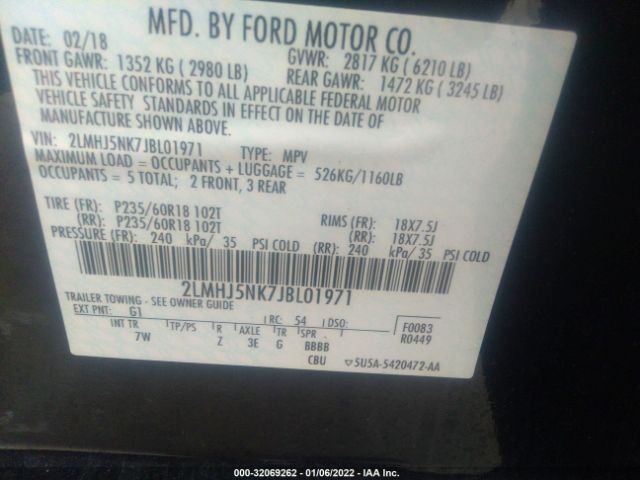 MFD. BY FORD MOTOR CO.
DATE: 02/18
GVWR: 2817 KG ( 6210 LB)
FRONT GAWR: 1352 KG ( 2980 LB)
REAR GAWR: 1472 KG ( 3245 LB)
THIS VEHICLE CONFORMS TO ALL APPLICABLE FEDERAL MOTOR
VEHICLE SAFETY STANDARDS IN EFFECT ON THE DATE OF
MANUFACTURE SHOWN ABOVE.
VIN: 2LMHJ5NK7JBL01971 TYPE: MPV
MAXIMUM LOAD = OCCUPANTS + LUGGAGE = 526KG/1160LB
OCCUPANTS = 5 TOTAL; 2 FRONT, 3 REAR
TIRE (FR): P235/60R18 102T RIMS (FR): 18X7.5J
(RR): P235/60R18 102T (RR): 18X7.5J
PRESSURE (FR): 240 kPa/ 35 PSI COLD (RR): 240 kPa/ 35 PSI COLD
2LMHJ5NK7JBL01971
TRAILER TOWING - SEE OWNER GUIDE
EXT PNT: G1 RC: 54 DSO: F0083
R0449
INT TR TP/PS R AXLE TR SPR
7W Z 3E G BBBB
CBU 5U5A-5420472-AA
000-32069262 - 01/06/2022 - IAA Inc.